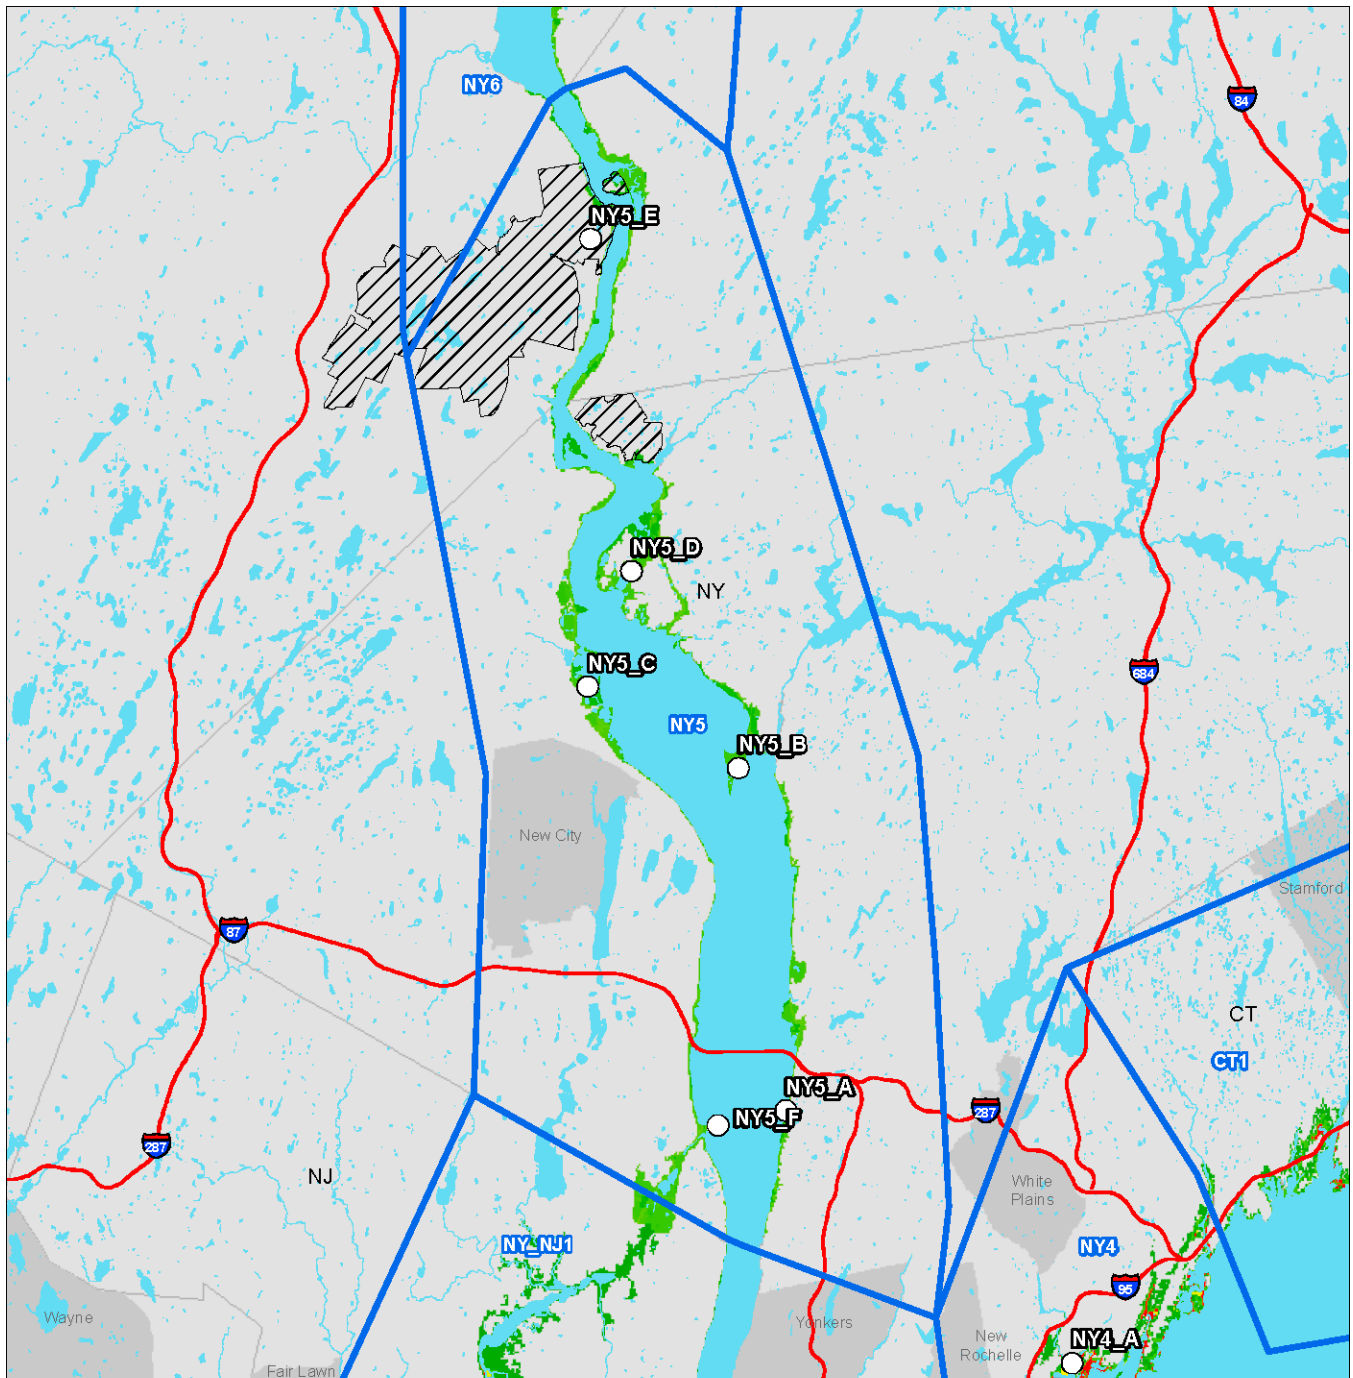 NY6
84
NY5_E
NY5_D
NY
NY5_C
684
NY5
NY5_B
New City
Stamford
87
CT
CT1
NY5_A
287
NY5_F
287
NJ
White
Plains
NY_NJ1
NY4
95
Wayne
Yonkers
New
Rochelle
NY4_A
Fair Lawn